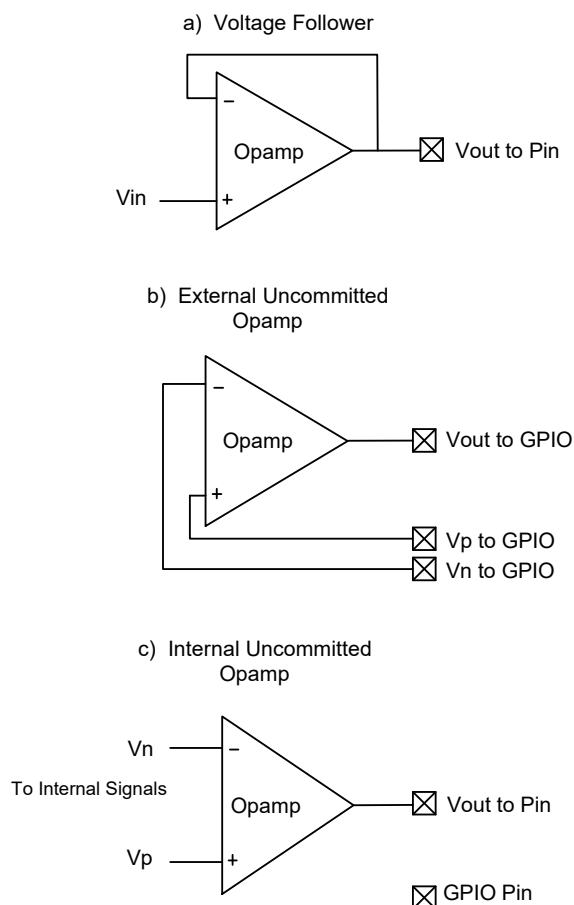 a) Voltage Follower
−
Opamp
Vout to Pin
Vin
+
b) External Uncommitted
Opamp
−
Opamp
Vout to GPIO
+
Vp to GPIO
Vn to GPIO
c) Internal Uncommitted
Opamp
Vn
−
To Internal Signals
Opamp
Vout to Pin
Vp
+
GPIO Pin